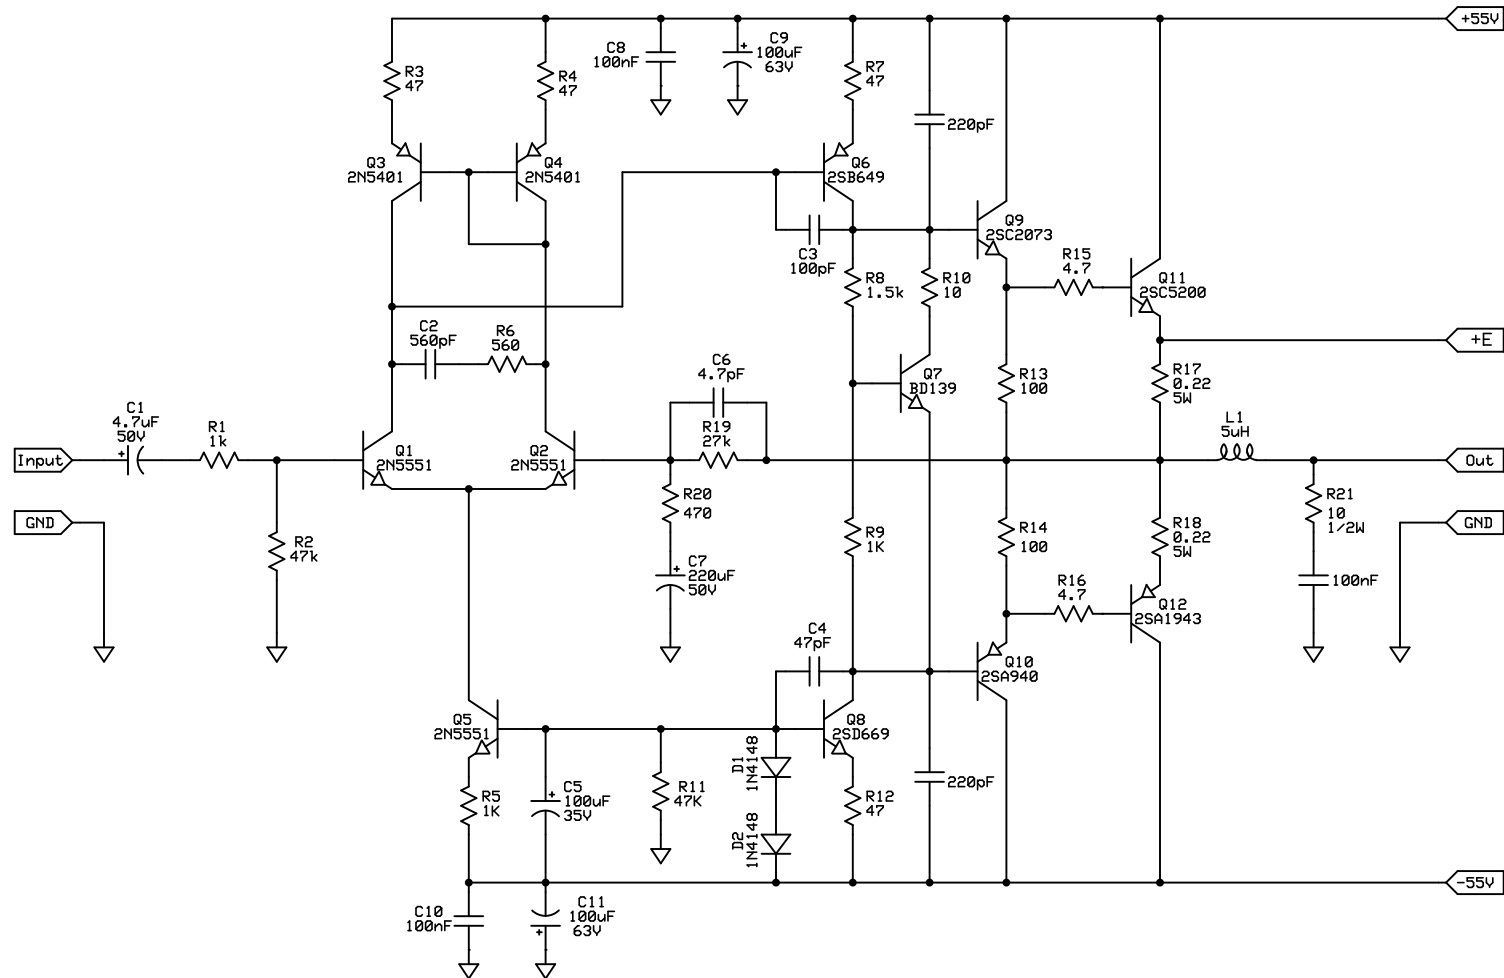 +55V
C8
100nF
C9
100uF
63V
R3
47
R4
47
R7
47
220pF
Q3
2N5401
Q4
2N5401
Q6
2SB649
Q9
2SC2073
C3
100pF
R8
1.5k
R10
10
R15
4.7
Q11
2SC5200
C2
560pF
R6
560
+E
C6
4.7pF
Q7
BD139
R13
100
R17
0.22
5W
C1
4.7uF
50V
R1
1k
R19
27k
L1
5uH
Input
Q1
2N5551
Q2
2N5551
Out
R20
470
R21
10
1/2W
GND
R2
47k
R9
1K
R14
100
R18
0.22
5W
GND
C7
220uF
50V
R16
4.7
100nF
Q12
2SA1943
C4
47pF
Q10
2SA940
Q5
2N5551
Q8
2SD669
D1
1N4148
R5
1K
C5
100uF
35V
R11
47K
R12
47
220pF
D2
1N4148
-55V
C10
100nF
C11
100uF
63V